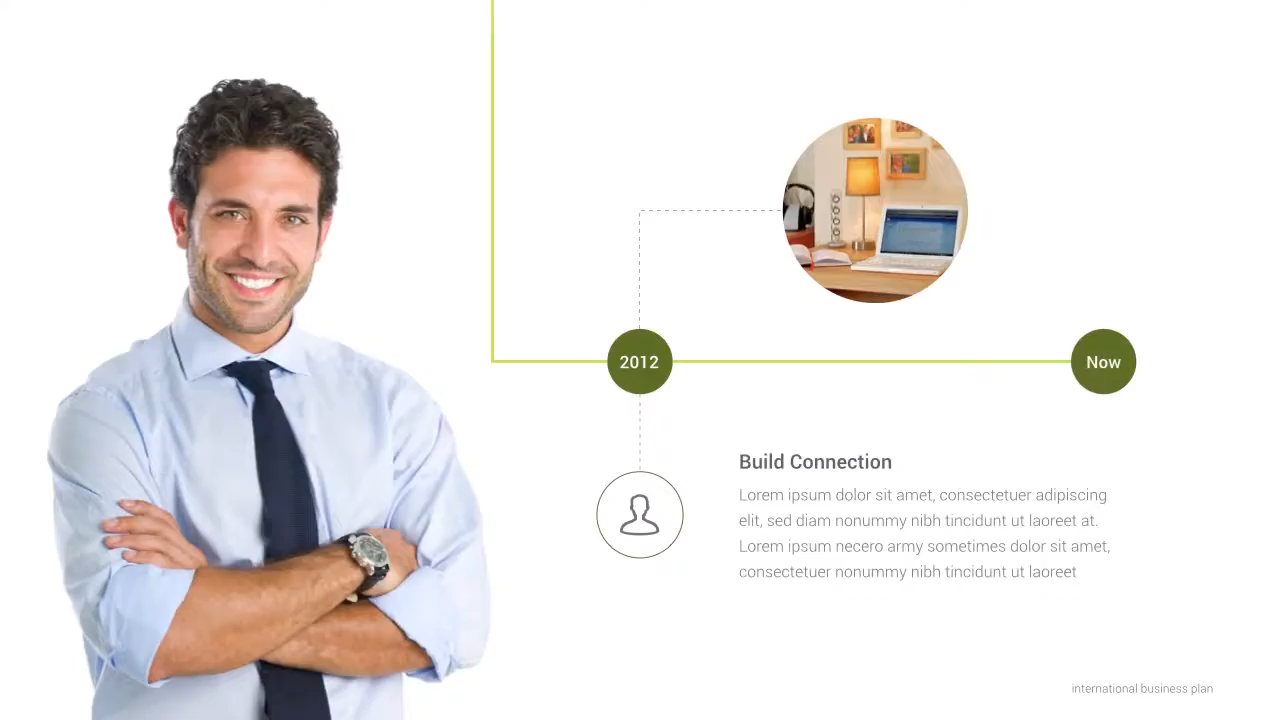 2012
Now
Build Connection
Lorem ipsum dolor sit amet, consectetuer adipiscing
elit, sed diam nonummy nibh tincidunt ut laoreet at.
Lorem ipsum necero army sometimes dolor sit amet,
consectetuer nonummy nibh tincidunt ut laoreet
international business plan